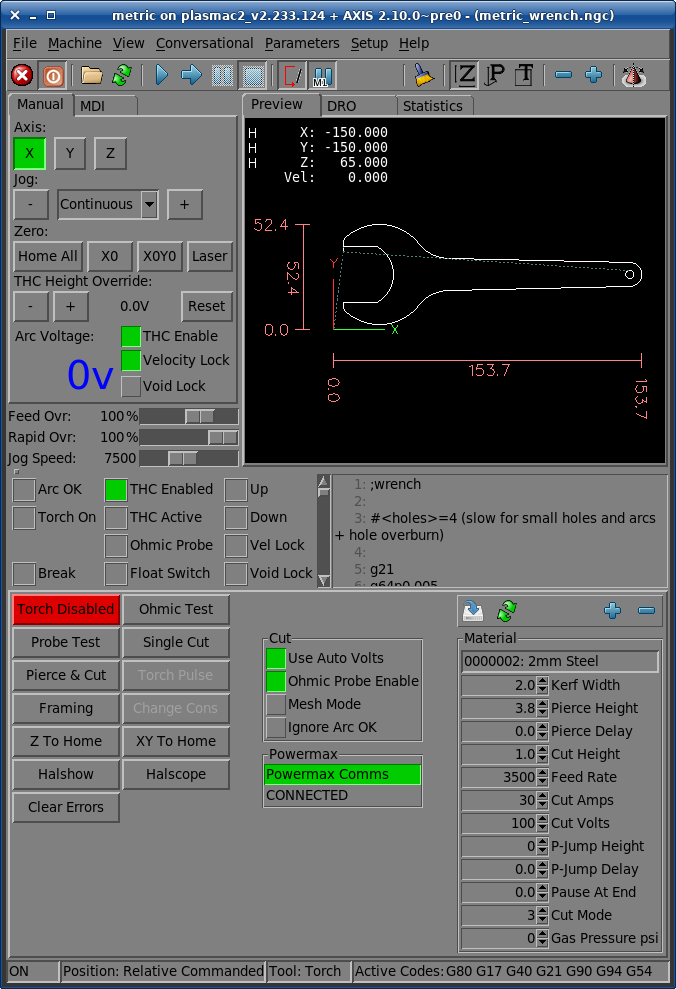 metric on plasmac2_v2.233.124 + AXIS 2.10.0~pre0 - (metric_wrench.ngc)
File Machine View Conversational Parameters Setup Help
M1 Z P T
Manual MDI
Axis:
X Y Z
Jog:
- Continuous +
Zero:
Home All X0 X0Y0 Laser
THC Height Override:
- + 0.0V Reset
Arc Voltage: THC Enable
0v Velocity Lock
Void Lock
Feed Ovr: 100%
Rapid Ovr: 100%
Jog Speed: 7500
Preview DRO Statistics
H X: -150.000
H Y: -150.000
H Z: 65.000
Vel: 0.000
52.4
52.4
0.0
Y
X
153.7
0.0
153.7
Arc OK THC Enabled Up
Torch On THC Active Down
Ohmic Probe Vel Lock
Break Float Switch Void Lock
1: ;wrench
2:
3: #<holes>=4 (slow for small holes and arcs
+ hole overburn)
4:
5: g21
6: g64p0.005
Torch Disabled Ohmic Test
Probe Test Single Cut
Pierce & Cut Torch Pulse
Framing Change Cons
Z To Home XY To Home
Halshow Halscope
Clear Errors
Cut
Use Auto Volts
Ohmic Probe Enable
Mesh Mode
Ignore Arc OK
Powermax
Powermax Comms
CONNECTED
Material
0000002: 2mm Steel
2.0 Kerf Width
3.8 Pierce Height
0.0 Pierce Delay
1.0 Cut Height
3500 Feed Rate
30 Cut Amps
100 Cut Volts
0 P-Jump Height
0.0 P-Jump Delay
0.0 Pause At End
3 Cut Mode
0 Gas Pressure psi
ON Position: Relative Commanded Tool: Torch Active Codes: G80 G17 G40 G21 G90 G94 G54